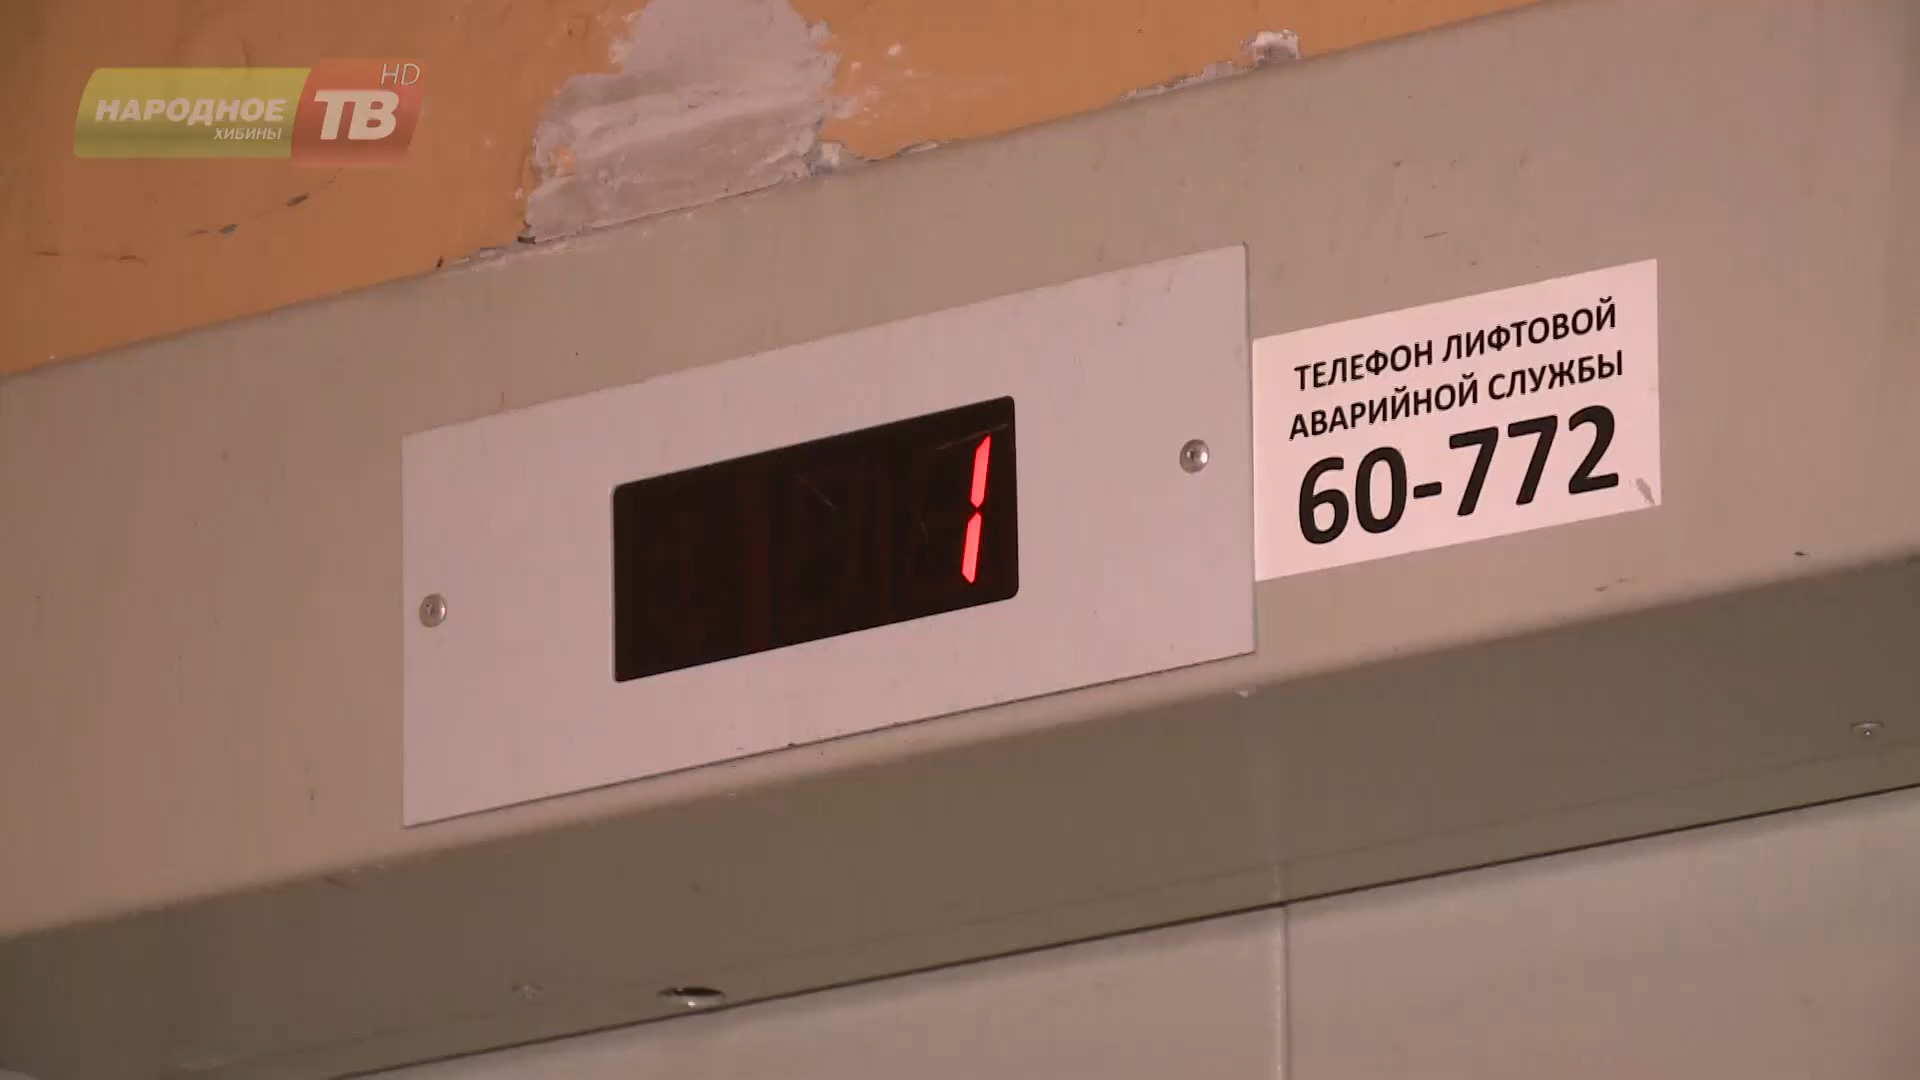 НАРОДНОЕ
ХИБИНЫ
ТВ
HD
1
ТЕЛЕФОН ЛИФТОВОЙ
АВАРИЙНОЙ СЛУЖБЫ
60-772